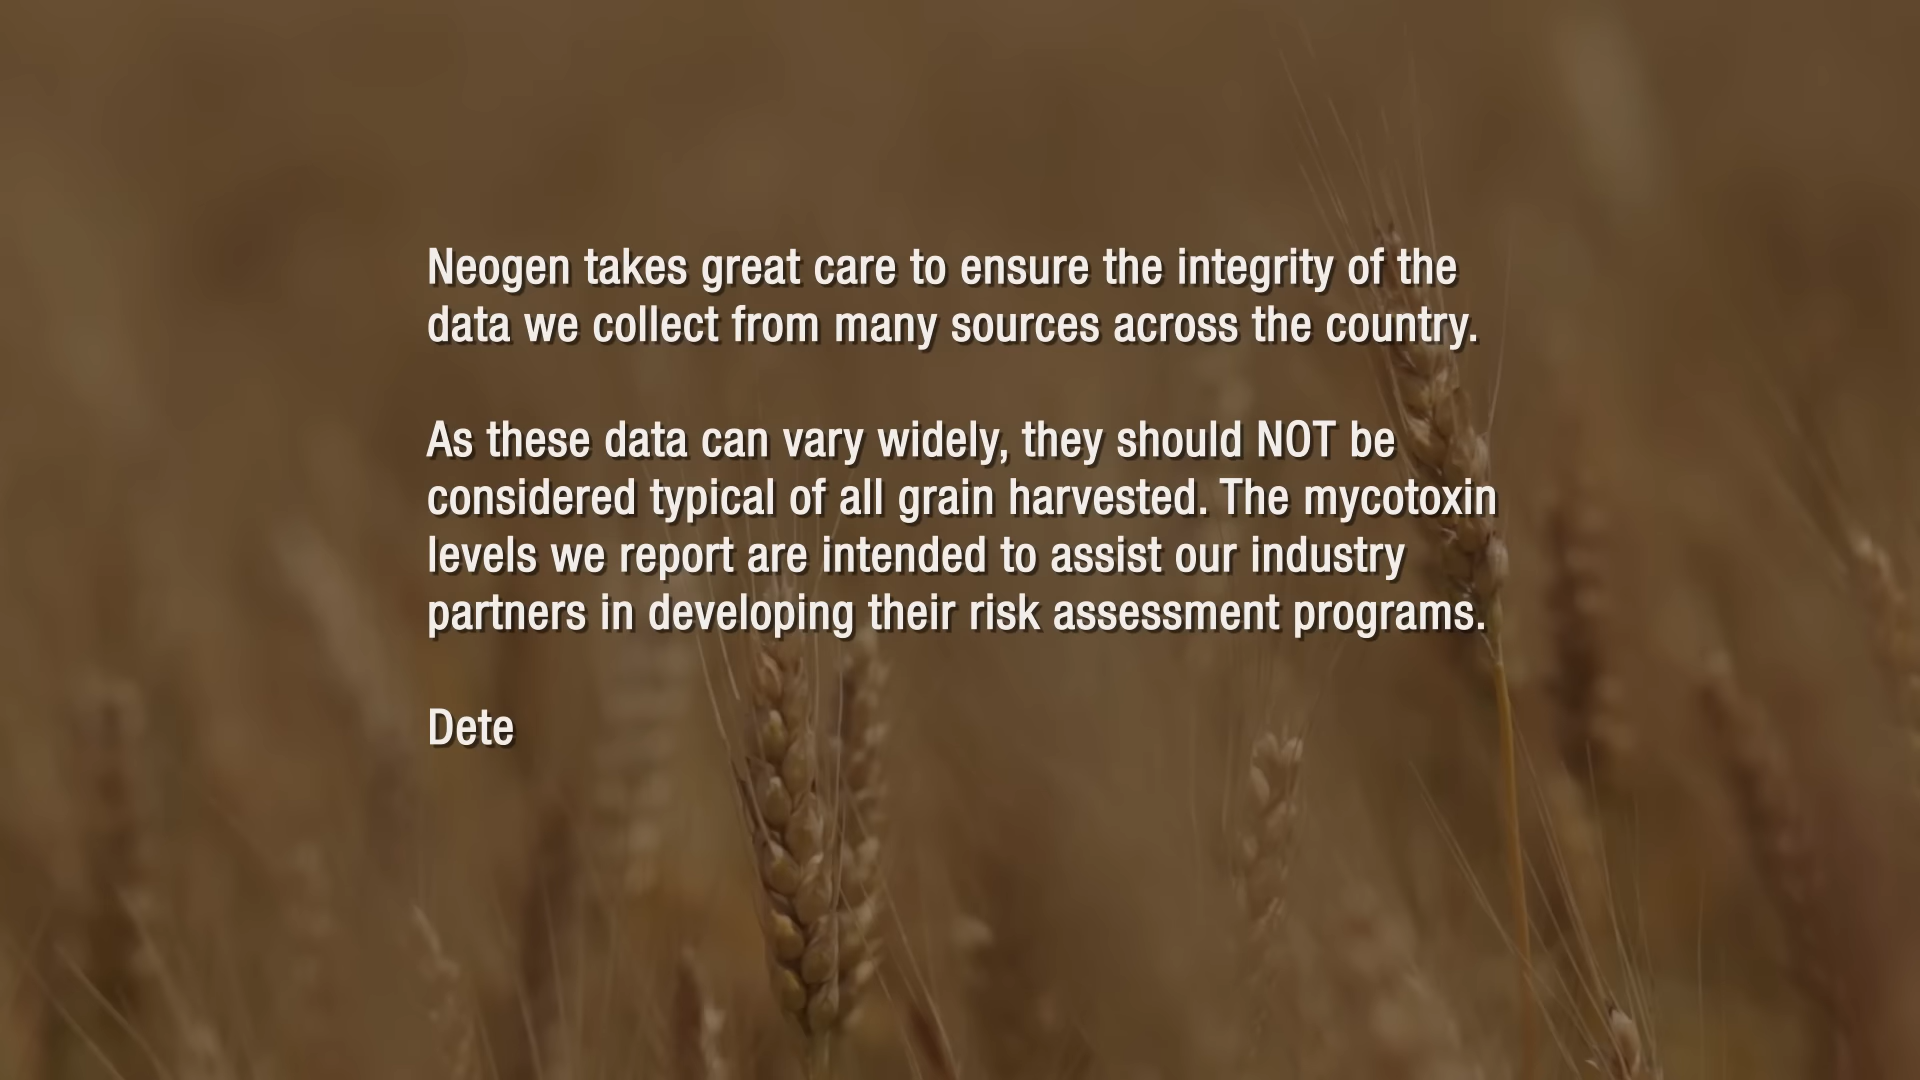 Neogen takes great care to ensure the integrity of the
data we collect from many sources across the country.
As these data can vary widely, they should NOT be
considered typical of all grain harvested. The mycotoxin
levels we report are intended to assist our industry
partners in developing their risk assessment programs.
Dete